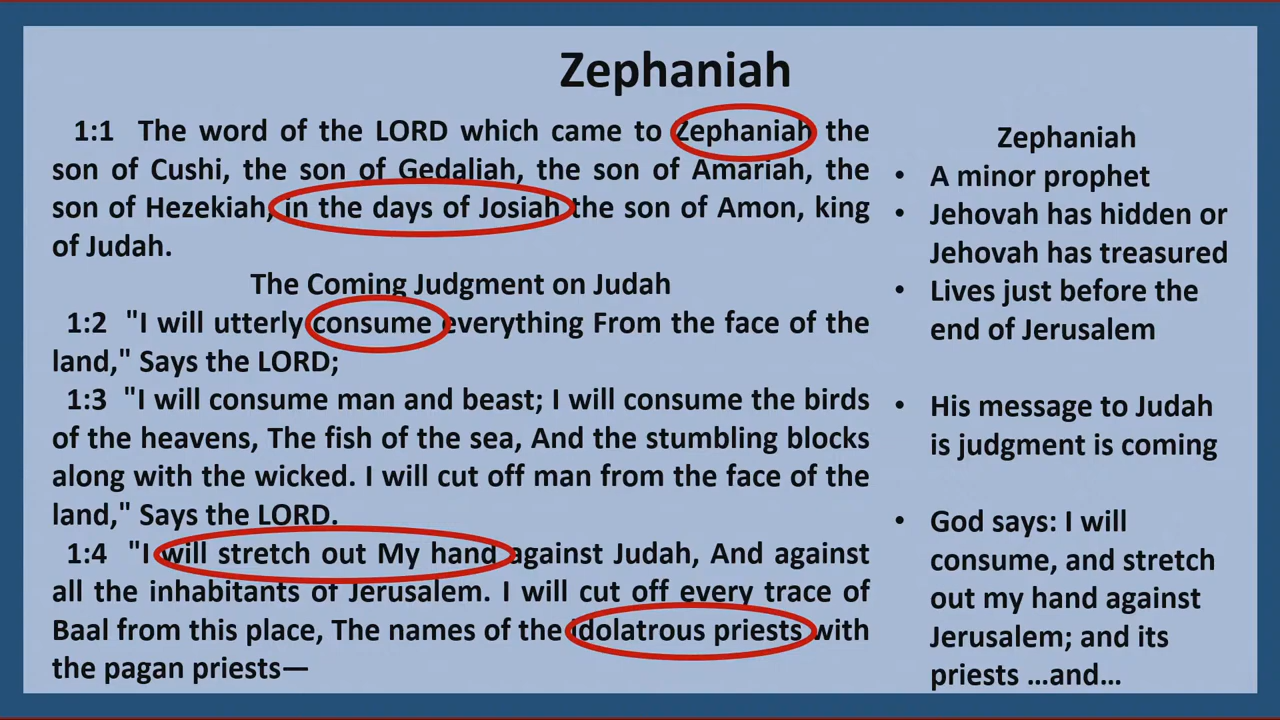 Zephaniah
1:1 The word of the LORD which came to Zephaniah the
son of Cushi, the son of Gedaliah, the son of Amariah, the
son of Hezekiah, in the days of Josiah the son of Amon, king
of Judah.
The Coming Judgment on Judah
1:2 "I will utterly consume everything From the face of the
land," Says the LORD;
1:3 "I will consume man and beast; I will consume the birds
of the heavens, The fish of the sea, And the stumbling blocks
along with the wicked. I will cut off man from the face of the
land," Says the LORD.
1:4 "I will stretch out My hand against Judah, And against
all the inhabitants of Jerusalem. I will cut off every trace of
Baal from this place, The names of the idolatrous priests with
the pagan priests—
Zephaniah
• A minor prophet
• Jehovah has hidden or
Jehovah has treasured
• Lives just before the
end of Jerusalem
• His message to Judah
is judgment is coming
• God says: I will
consume, and stretch
out my hand against
Jerusalem; and its
priests …and…